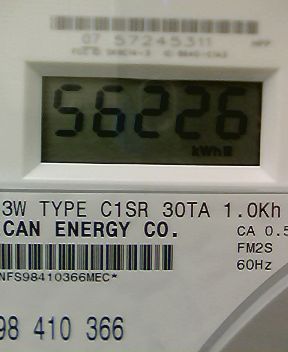 07 57245311
56226
kWh
3W TYPE C1SR 30TA 1.0Kh
CAN ENERGY CO.
CA 0.5
FM2S
60Hz
NFS98410366MEC*
98 410 366